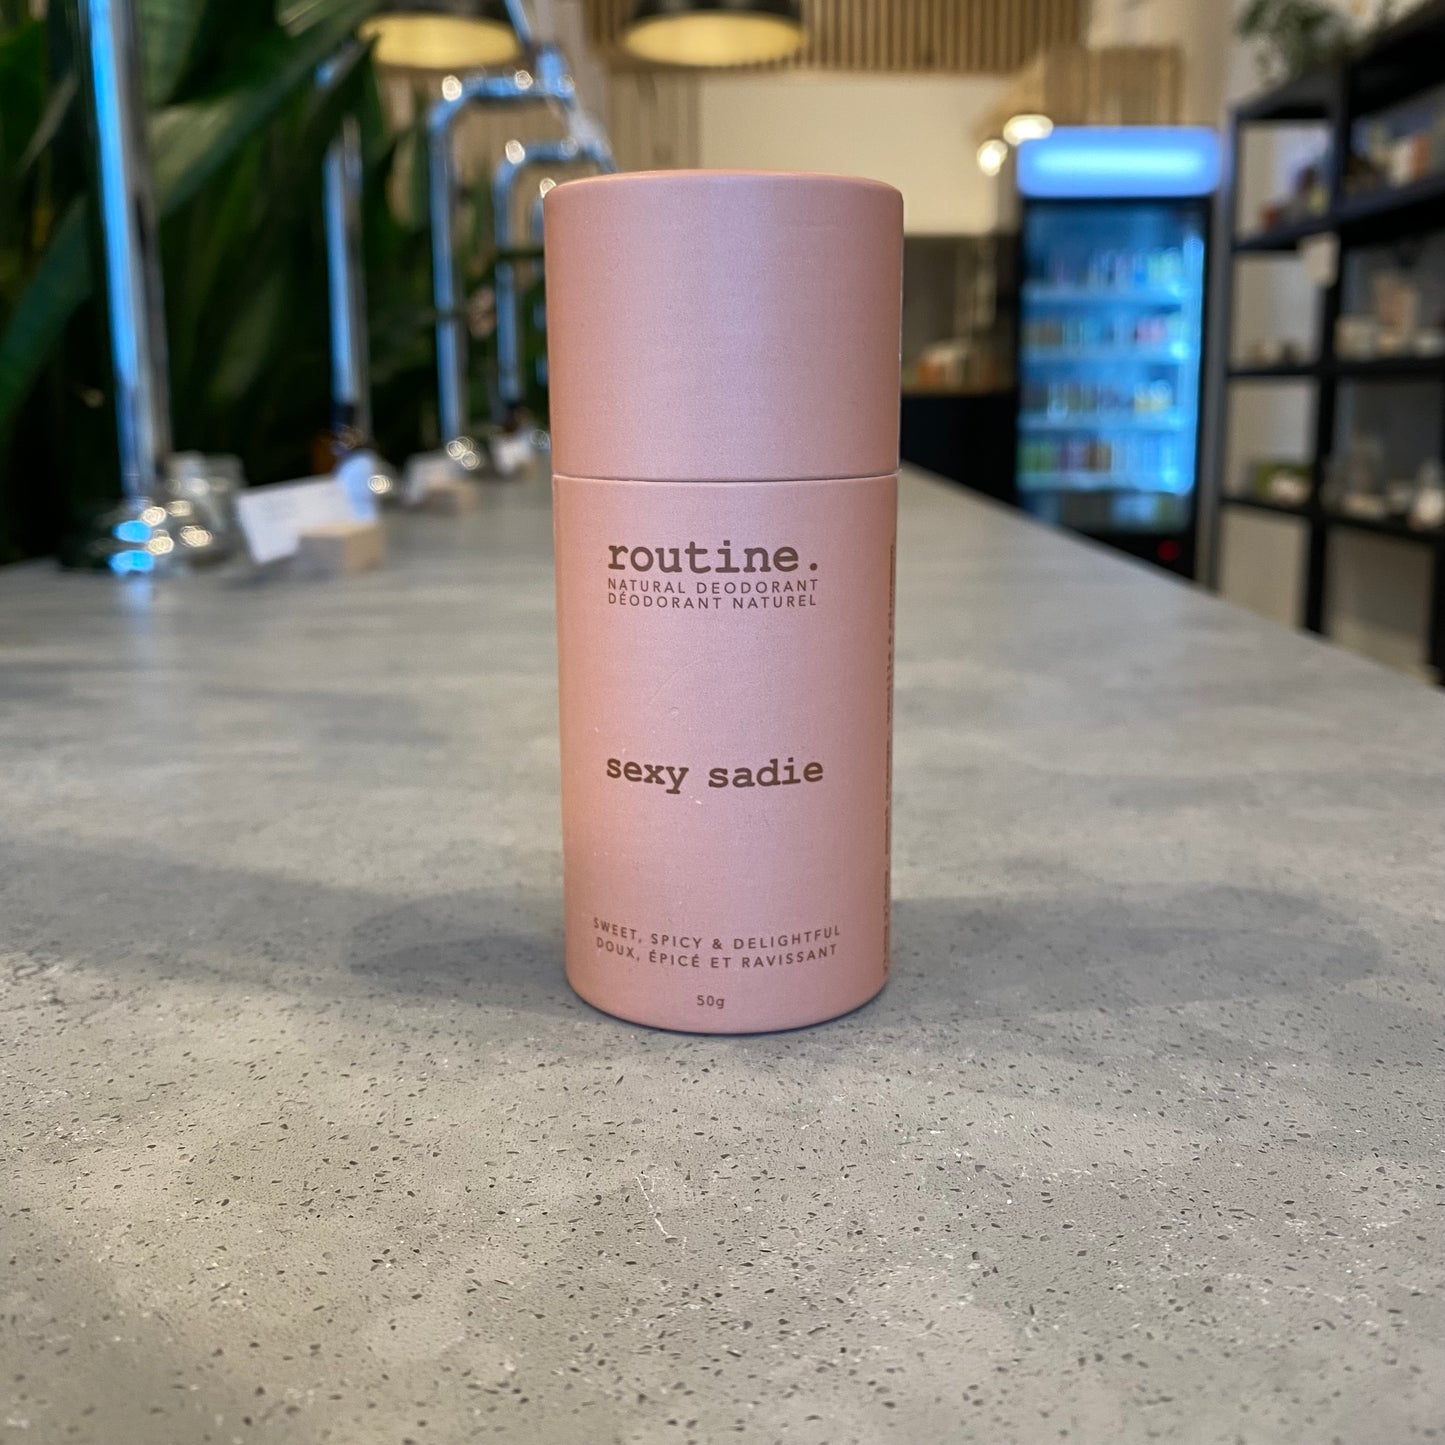 routine.
NATURAL DEODORANT
DÉODORANT NATUREL
sexy sadie
SWEET, SPICY & DELIGHTFUL
DOUX, ÉPICÉ ET RAVISSANT
50g